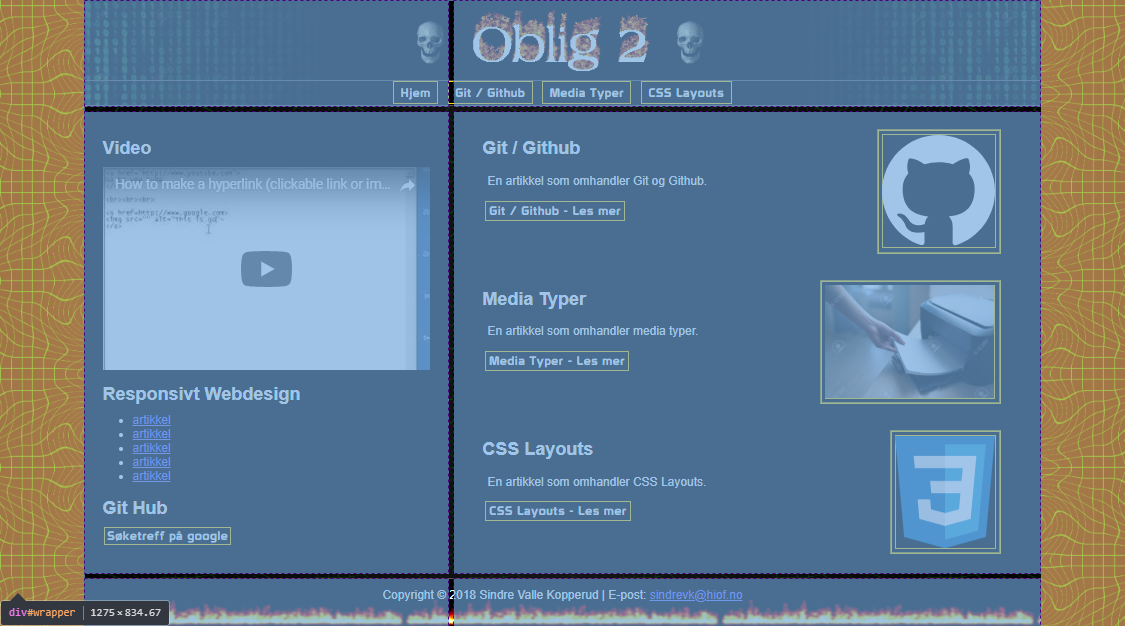 Oblig 2
Hjem Git / Github Media Typer CSS Layouts
Video
How to make a hyperlink (clickable link or im...
Responsivt Webdesign
artikkel
artikkel
artikkel
artikkel
artikkel
Git Hub
Søketreff på google
Git / Github
En artikkel som omhandler Git og Github.
Git / Github - Les mer
Media Typer
En artikkel som omhandler media typer.
Media Typer - Les mer
CSS Layouts
En artikkel som omhandler CSS Layouts.
CSS Layouts - Les mer
Copyright © 2018 Sindre Valle Kopperud | E-post: sindrevk@hiof.no
div#wrapper | 1275 × 834.67